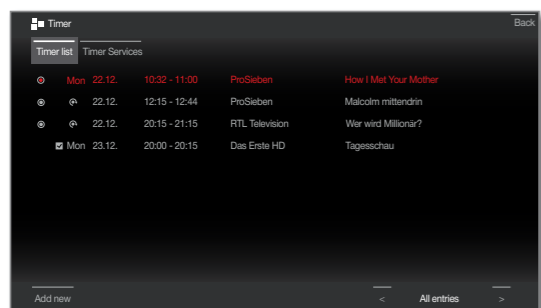 Timer Back
Timer list Timer Services
Mon 22.12. 10:32 - 11:00 ProSieben How I Met Your Mother
22.12. 12:15 - 12:44 ProSieben Malcolm mittendrin
22.12. 20:15 - 21:15 RTL Television Wer wird Millionär?
Mon 23.12. 20:00 - 20:15 Das Erste HD Tagesschau
Add new < All entries >